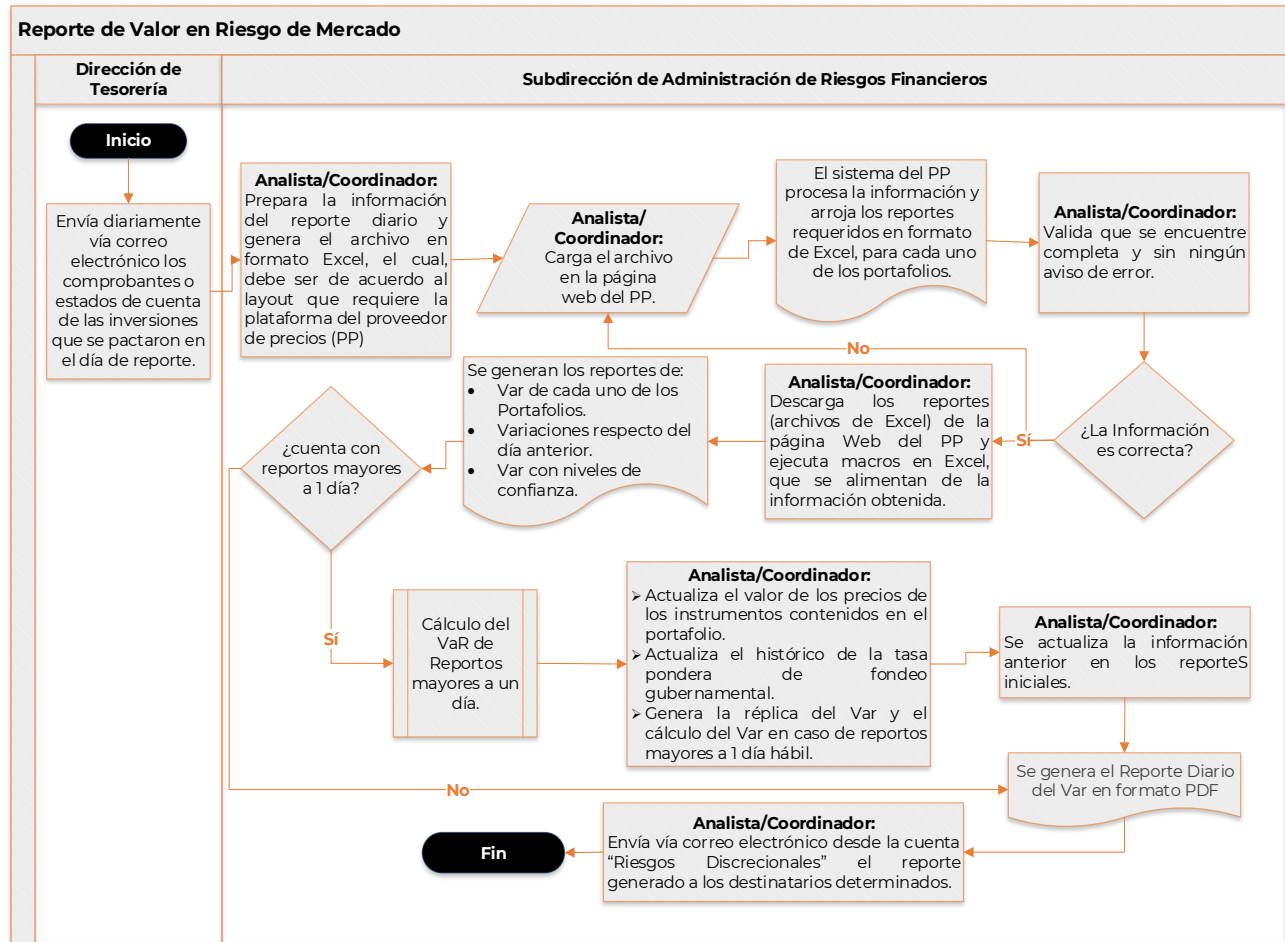 Reporte de Valor en Riesgo de Mercado
Dirección de
Tesorería
Subdirección de Administración de Riesgos Financieros
Inicio
Envía diariamente
vía correo
electrónico los
comprobantes o
estados de cuenta
de las inversiones
que se pactaron en
el día de reporte.
Analista/Coordinador:
Prepara la información
del reporte diario y
genera el archivo en
formato Excel, el cual,
debe ser de acuerdo al
layout que requiere la
plataforma del proveedor
de precios (PP)
Analista/
Coordinador:
Carga el archivo
en la página
web del PP.
El sistema del PP
procesa la información y
arroja los reportes
requeridos en formato
de Excel, para cada uno
de los portafolios.
Analista/Coordinador:
Valida que se encuentre
completa y sin ningún
aviso de error.
¿La Información
es correcta?
No
Sí
Analista/Coordinador:
Descarga los reportes
(archivos de Excel) de la
página Web del PP y
ejecuta macros en Excel,
que se alimentan de la
información obtenida.
Se generan los reportes de:
• Var de cada uno de los
Portafolios.
• Variaciones respecto del
día anterior.
• Var con niveles de
confianza.
¿cuenta con
reportos mayores
a 1 día?
Sí
Cálculo del
VaR de
Reportos
mayores a un
día.
Analista/Coordinador:
➢ Actualiza el valor de los precios de
los instrumentos contenidos en el
portafolio.
➢ Actualiza el histórico de la tasa
pondera de fondeo
gubernamental.
➢ Genera la réplica del Var y el
cálculo del Var en caso de reportos
mayores a 1 día hábil.
Analista/Coordinador:
Se actualiza la información
anterior en los reporteS
iniciales.
No
Se genera el Reporte Diario
del Var en formato PDF
Analista/Coordinador:
Envía vía correo electrónico desde la cuenta
“Riesgos Discrecionales” el reporte
generado a los destinatarios determinados.
Fin